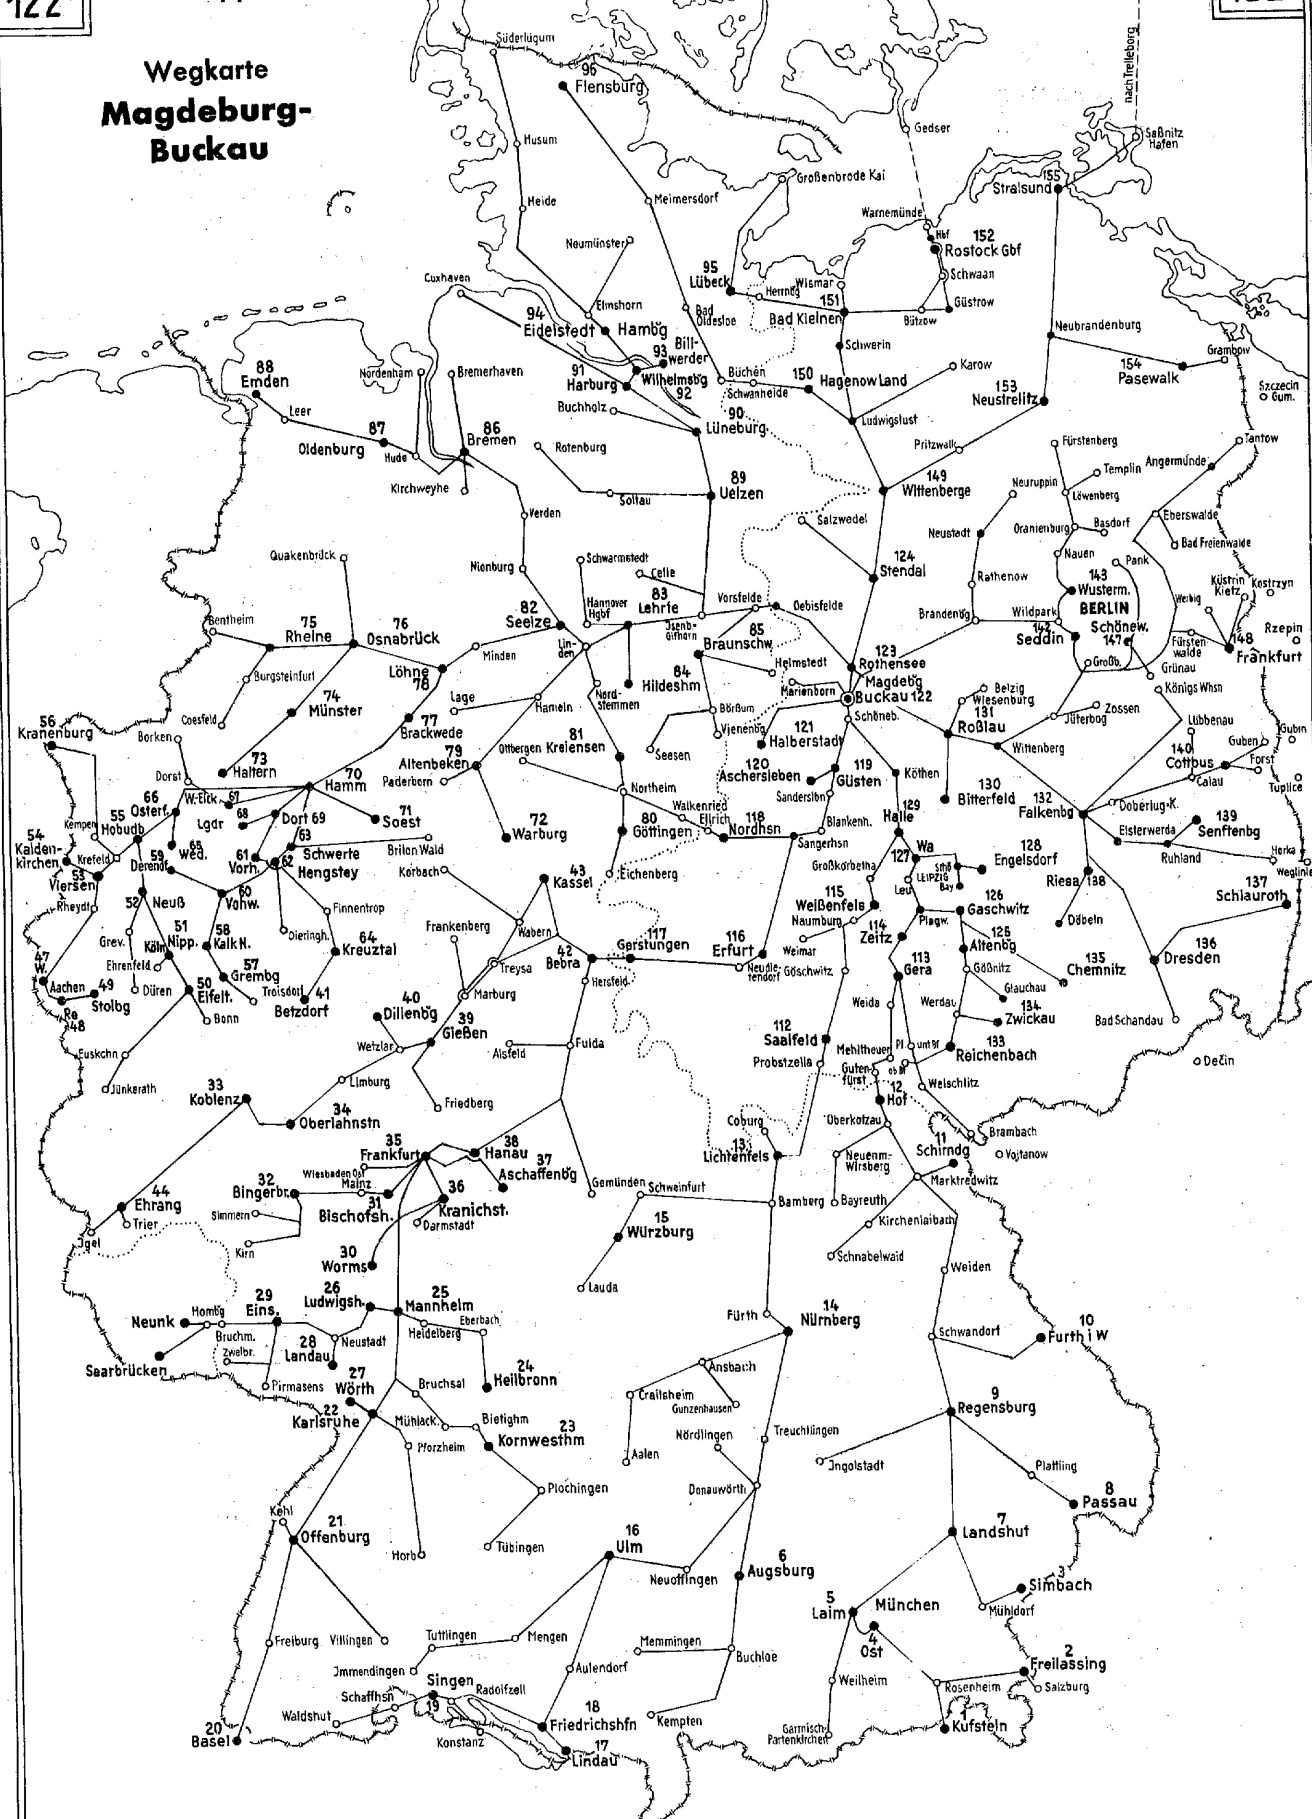 122
Wegkarte
Magdeburg-
Buckau
Süderlügum
96
Flensburg
nach Trelleborg
Gedser
Saßnitz
Hafen
Husum
Großenbrode Kai
155
Stralsund
Heide
Meimersdorf
Warnemünde
Hbf
152
Rostock Gbf
Neumünster
95
Lübeck
Herrnbg
Wismar
Schwaan
Cuxhaven
94
Eidelstedt
Elmshorn
Hambg
Bad
Oldesloe
151
Bad Kleinen
Bützow
Güstrow
Neubrandenburg
93
Bill-
werder
Schwerin
Grambow
88
Emden
Nordenham
Bremerhaven
91
Harburg
Wilhelmsbg
92
Büchen
Schwanheide
150
Hagenow Land
Karow
154
Pasewalk
Szczecin
Gum.
Leer
Buchholz
90
Lüneburg
Ludwigslust
153
Neustrelitz
87
Oldenburg
Hude
86
Bremen
Rotenburg
Pritzwalk
Fürstenberg
Tantow
Kirchweyhe
Soltau
89
Uelzen
149
Wittenberge
Neuruppin
Templin
Angermünde
Löwenberg
Verden
Salzwedel
Neustadt
Oranienburg
Basdorf
Eberswalde
Bad Freienwalde
Quakenbrück
Nienburg
Schwarmstedt
Celle
124
Stendal
Nauen
Pank
Rathenow
143
Wusterm.
Küstrin
Kietz
Kostrzyn
Werbig
Bentheim
75
Rheine
76
Osnabrück
82
Seelze
Hannover
Hgbf
83
Lehrte
Isenb-
Gifhorn
Vorsfelde
Oebisfelde
Brandenbg
Wildpark
BERLIN
142
Seddin
Schönew.
147
Fürsten
walde
148
Frankfurt
Rzepin
Minden
Lin-
den
85
Braunschw.
Helmstedt
123
Rothensee
Magdebg
Großb.
Grünau
Burgsteinfurt
Löhne
78
84
Hildeshm
Marienborn
Buckau 122
Belzig
Wiesenburg
Königs Whsn
Coesfeld
74
Münster
Lage
Hameln
Nord-
stemmen
Börßum
Schöneb.
131
Roßlau
Zossen
Jüterbog
Lübbenau
56
Kranenburg
Borken
77
Brackwede
79
Altenbeken
Ottbergen
81
Kreiensen
Vienenbg
121
Halberstadt
Wittenberg
Guben
Gubin
73
Haltern
Seesen
140
Cottbus
Forst
Dorst
70
Hamm
Paderborn
120
Aschersleben
119
Güsten
Köthen
Calau
Tuplice
W.-Eick.
67
66
Osterf.
Northeim
Sanderslbn
130
Bitterfeld
132
Falkenbg
Doberlug-K.
Kempen
55
Hobudb
68
Lgdr
Dort 69
71
Soest
72
Warburg
Walkenried
Ellrich
118
Nordhsn
Blankenh.
129
Halle
Elsterwerda
139
Senftenbg
54
Kalden-
kirchen
Krefeld
65
Wed.
63
Schwerte
Brilon Wald
80
Göttingen
Sangerhsn
Wa
127
128
Engelsdorf
Ruhland
Horka
Weglinie
53
Viersen
59
Derendf
61
Vorh.
62
Hengstey
Korbach
43
Kassel
Eichenberg
Großkorbetha
Leu
LEIPZIG
Bay
Riesa
138
137
Schlauroth
Rheydt
52
Neuß
60
Vohw.
Finnentrop
115
Weißenfels
126
Gaschwitz
Grev.
51
Nipp.
Köln
58
Kalk N.
Dieringh.
Frankenberg
Wabern
Naumburg
Plagw.
Döbeln
47
W.
Aachen
Ehrenfeld
64
Kreuztal
42
Bebra
117
Gerstungen
116
Erfurt
Weimar
114
Zeitz
125
Altenbg
136
Dresden
49
Stolbg
Düren
57
Grembg
Treysa
Neudie-
tendorf
Göschwitz
113
Gera
Gößnitz
135
Chemnitz
Re
48
50
Eifelt.
Troisdorf
41
Betzdorf
Marburg
Hersfeld
Glauchau
Bonn
40
Dillenbg
39
Gießen
Weida
Werdau
134
Zwickau
Bad Schandau
Euskchn
Wetzlar
Alsfeld
Fulda
112
Saalfeld
Mehltheuer
Pl. unt Bf
133
Reichenbach
Jünkerath
Limburg
Probstzella
Guten-
fürst
ob Bf
Děčín
33
Koblenz
Friedberg
12
Hof
Weischlitz
34
Oberlahnstn
Coburg
Oberkotzau
35
Frankfurt
38
Hanau
13
Lichtenfels
11
Schirndg
Brambach
Neuenm.-
Wirsberg
Vojtanow
Wiesbaden Ost
Mainz
37
Aschaffenbg
Marktredwitz
32
Bingerbr.
31
Bischofsh.
36
Kranichst.
Gemünden
Schweinfurt
Bamberg
Bayreuth
44
Ehrang
Simmern
Darmstadt
15
Würzburg
Kirchenlaibach
Trier
Igel
Kirn
30
Worms
Schnabelwaid
Lauda
Weiden
26
Ludwigsh.
25
Mannheim
Fürth
14
Nürnberg
10
Furth i W
Neunk
Hombg
29
Eins.
Eberbach
Heidelberg
Schwandorf
Bruchm.
Zweibr.
28
Landau
Neustadt
Saarbrücken
Ansbach
Pirmasens
27
Wörth
24
Heilbronn
Bruchsal
Crailsheim
Gunzenhausen
9
Regensburg
22
Karlsruhe
Mühlack.
Bietighm
23
Kornwesthm
Nördlingen
Treuchtlingen
Pforzheim
Aalen
Ingolstadt
Plattling
Plochingen
Donauwörth
8
Passau
Kehl
21
Offenburg
Horb
Tübingen
16
Ulm
Neuoffingen
6
Augsburg
7
Landshut
3
Simbach
5
Laim
München
4
Ost
Mühldorf
Freiburg
Villingen
Tuttlingen
Mengen
Memmingen
Buchloe
2
Freilassing
Immendingen
Aulendorf
Weilheim
Rosenheim
Salzburg
Schaffhsn
Singen
19
Radolfzell
Waldshut
18
Friedrichshfn
Kempten
1
Kufstein
20
Basel
Konstanz
17
Lindau
Garmisch-
Partenkirchen